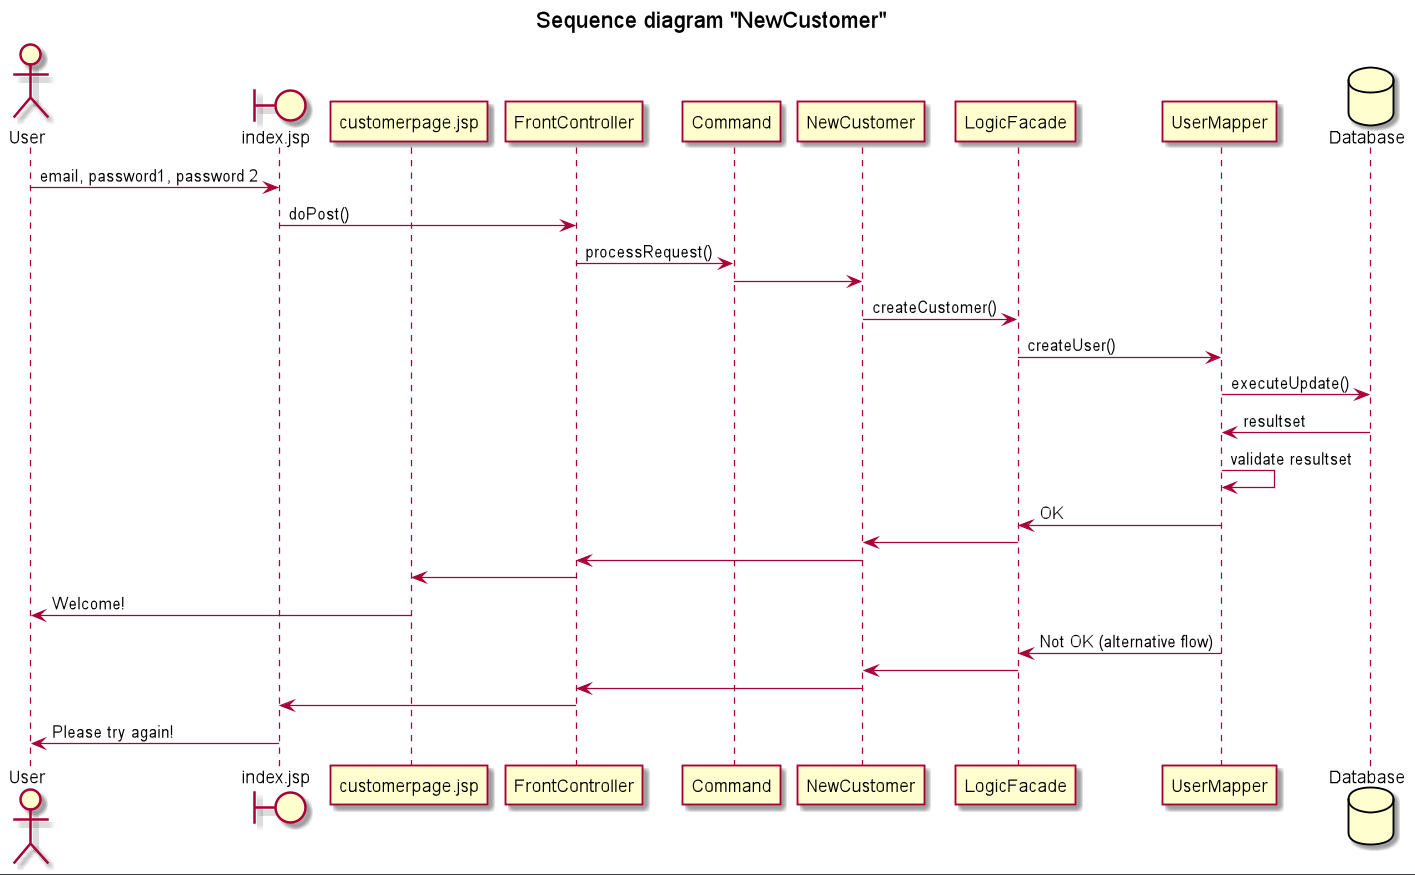 Sequence diagram "NewCustomer"
User
index.jsp
customerpage.jsp
FrontController
Command
NewCustomer
LogicFacade
UserMapper
Database
email, password1, password 2
doPost()
processRequest()
createCustomer()
createUser()
executeUpdate()
resultset
validate resultset
OK
Welcome!
Not OK (alternative flow)
Please try again!
User
index.jsp
customerpage.jsp
FrontController
Command
NewCustomer
LogicFacade
UserMapper
Database